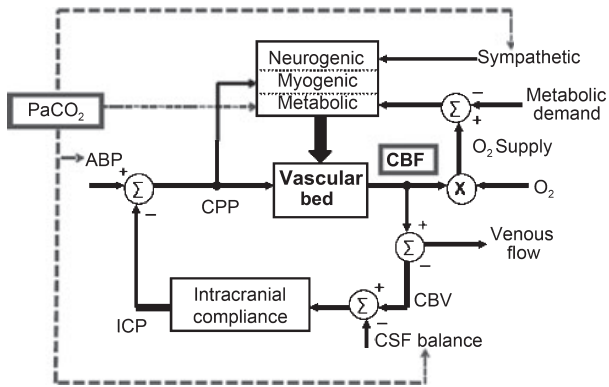 Neurogenic
Myogenic
Metabolic
Sympathetic
PaCO₂
Σ
−
+
Metabolic
demand
O₂ Supply
ABP
+
Σ
−
CPP
Vascular
bed
CBF
X
O₂
+
Σ
−
Venous
flow
ICP
Intracranial
compliance
+
Σ
−
CBV
CSF balance